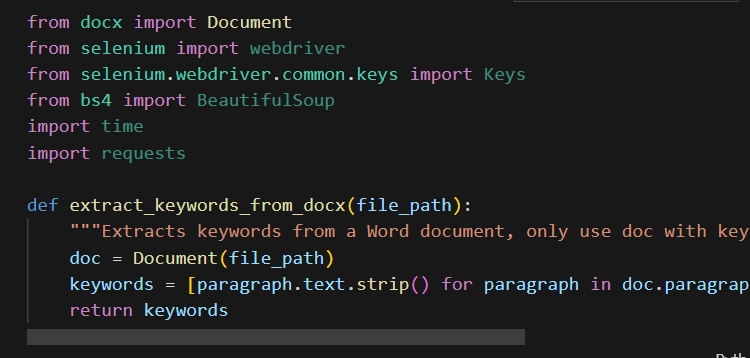 from docx import Document
from selenium import webdriver
from selenium.webdriver.common.keys import Keys
from bs4 import BeautifulSoup
import time
import requests
def extract_keywords_from_docx(file_path):
"""Extracts keywords from a Word document, only use doc with key
doc = Document(file_path)
keywords = [paragraph.text.strip() for paragraph in doc.paragrap
return keywords